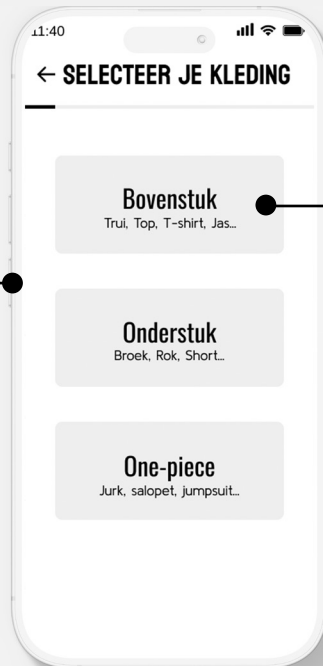 11:40
SELECTEER JE KLEDING
Bovenstuk
Trui, Top, T-shirt, Jas...
Onderstuk
Broek, Rok, Short...
One-piece
Jurk, salopet, jumpsuit...